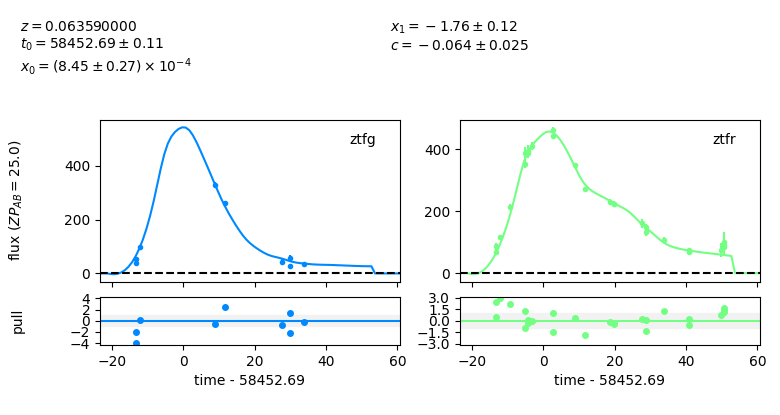 z = 0.063590000
t₀ = 58452.69 ± 0.11
x₀ = (8.45 ± 0.27) × 10⁻⁴
x₁ = −1.76 ± 0.12
c = −0.064 ± 0.025
flux (ZP_AB = 25.0)
ztfg
400
200
0
ztfr
400
200
0
pull
4
2
0
−2
−4
−20 0 20 40 60
time - 58452.69
3.0
1.5
0.0
−1.5
−3.0
−20 0 20 40 60
time - 58452.69